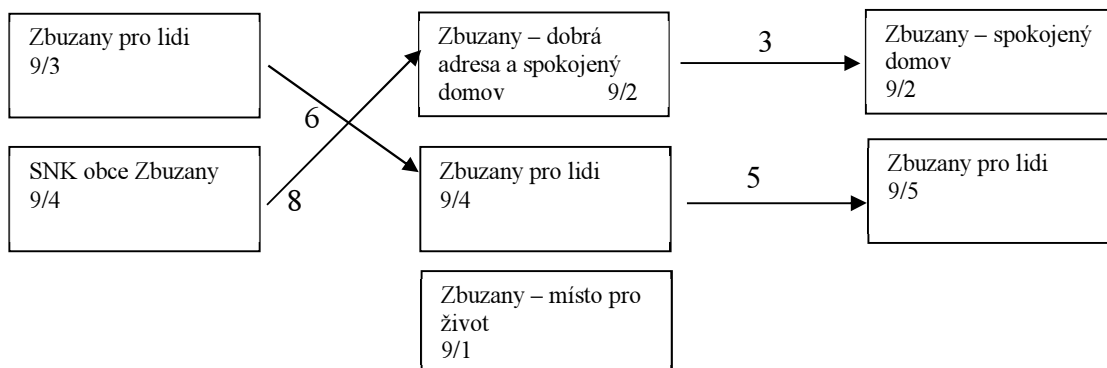 Zbuzany pro lidi
9/3
SNK obce Zbuzany
9/4
6
8
Zbuzany – dobrá
adresa a spokojený
domov 9/2
Zbuzany pro lidi
9/4
Zbuzany – místo pro
život
9/1
3
5
Zbuzany – spokojený
domov
9/2
Zbuzany pro lidi
9/5